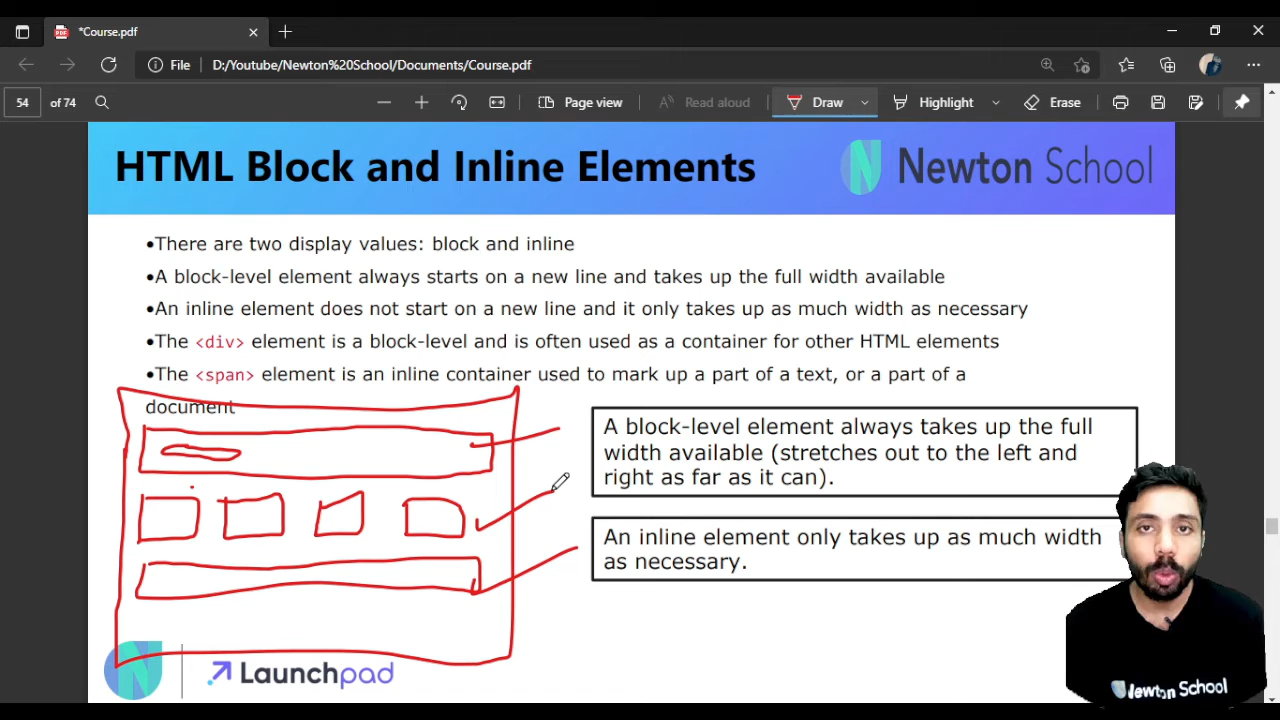 *Course.pdf
File D:/Youtube/Newton%20School/Documents/Course.pdf
54 of 74 Page view Read aloud Draw Highlight Erase
HTML Block and Inline Elements
Newton School
•There are two display values: block and inline
•A block-level element always starts on a new line and takes up the full width available
•An inline element does not start on a new line and it only takes up as much width as necessary
•The <div> element is a block-level and is often used as a container for other HTML elements
•The <span> element is an inline container used to mark up a part of a text, or a part of a
document
A block-level element always takes up the full
width available (stretches out to the left and
right as far as it can).
An inline element only takes up as much width
as necessary.
Launchpad
Newton School